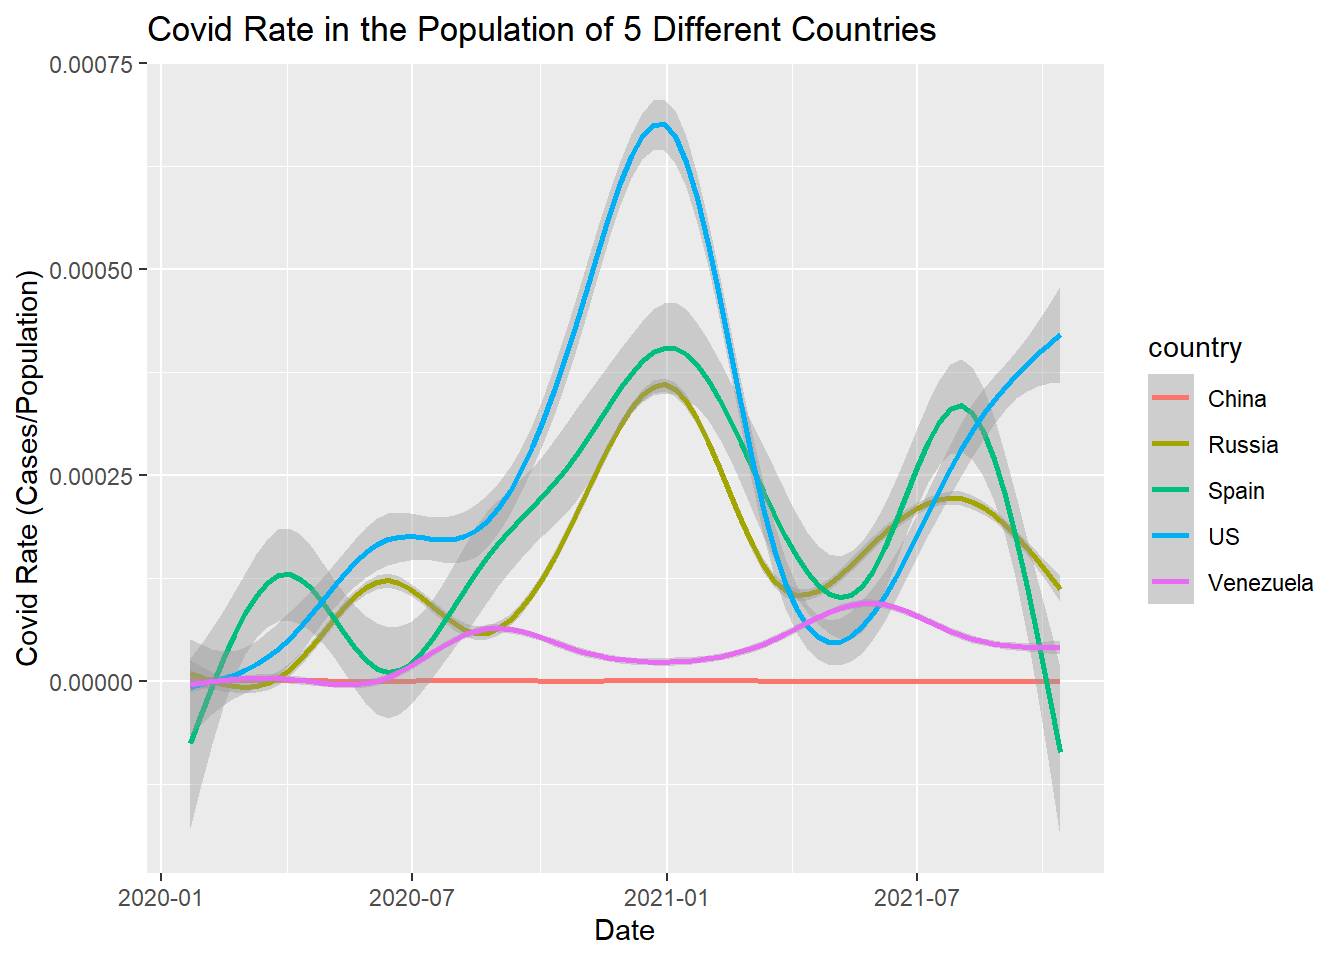 Covid Rate in the Population of 5 Different Countries
Covid Rate (Cases/Population)
0.00075
0.00050
0.00025
0.00000
2020-01
2020-07
2021-01
2021-07
Date
country
China
Russia
Spain
US
Venezuela